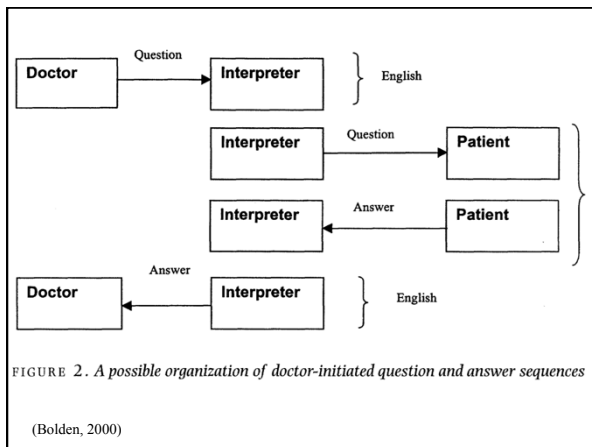 Question
Doctor Interpreter English
Question
Interpreter Patient
Answer
Interpreter Patient
Answer
Doctor Interpreter English
FIGURE 2. A possible organization of doctor-initiated question and answer sequences
(Bolden, 2000)